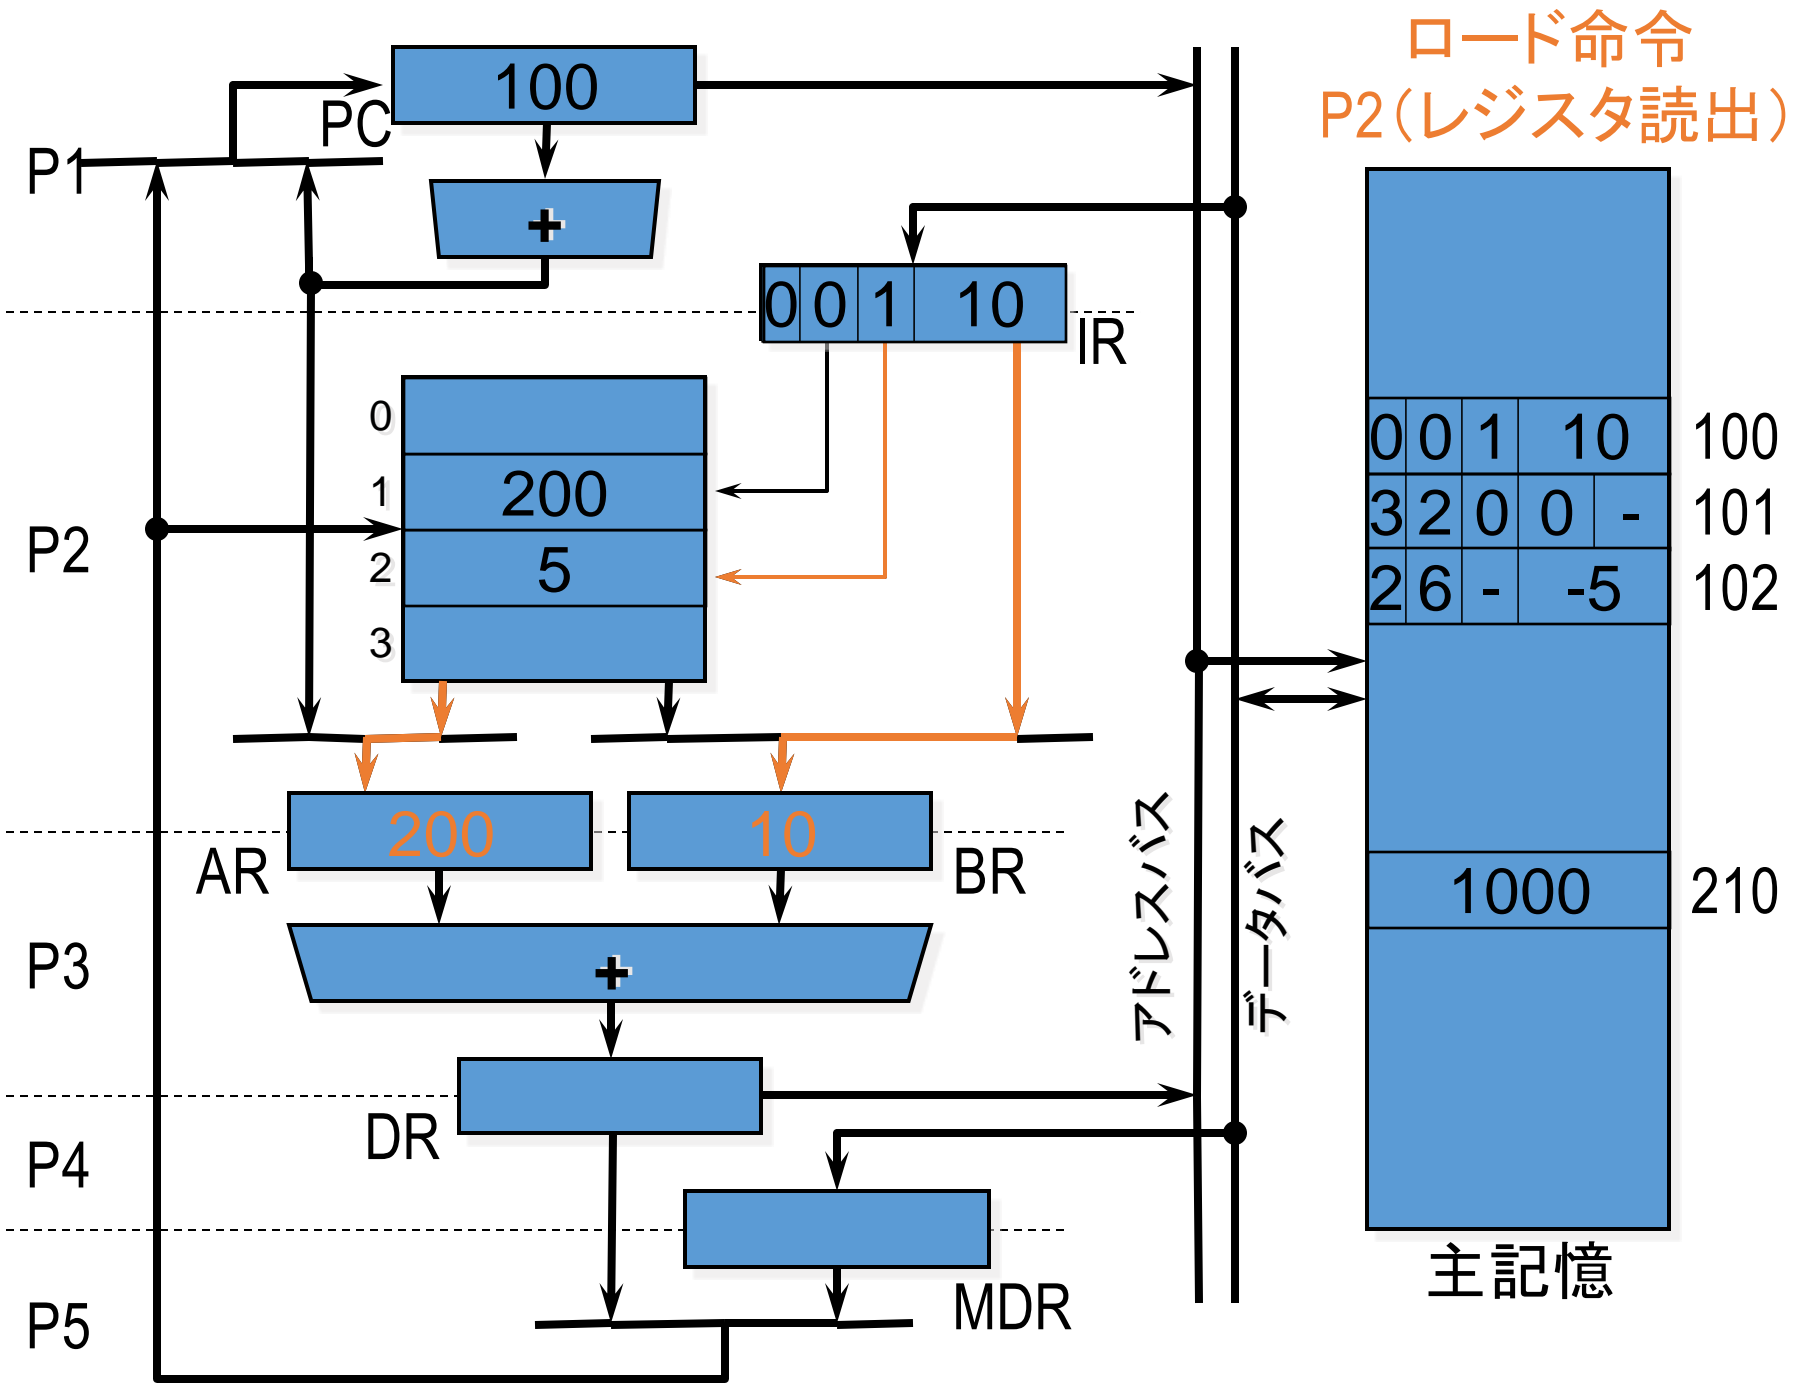 ロード命令
P2(レジスタ読出)
100
PC
P1
+
0 0 1 10
IR
0
1 200
2 5
3
P2
0 0 1 10 100
3 2 0 0 - 101
2 6 - -5 102
200
10
AR
BR
1000 210
P3
+
アドレスバス
データバス
DR
P4
MDR
主記憶
P5